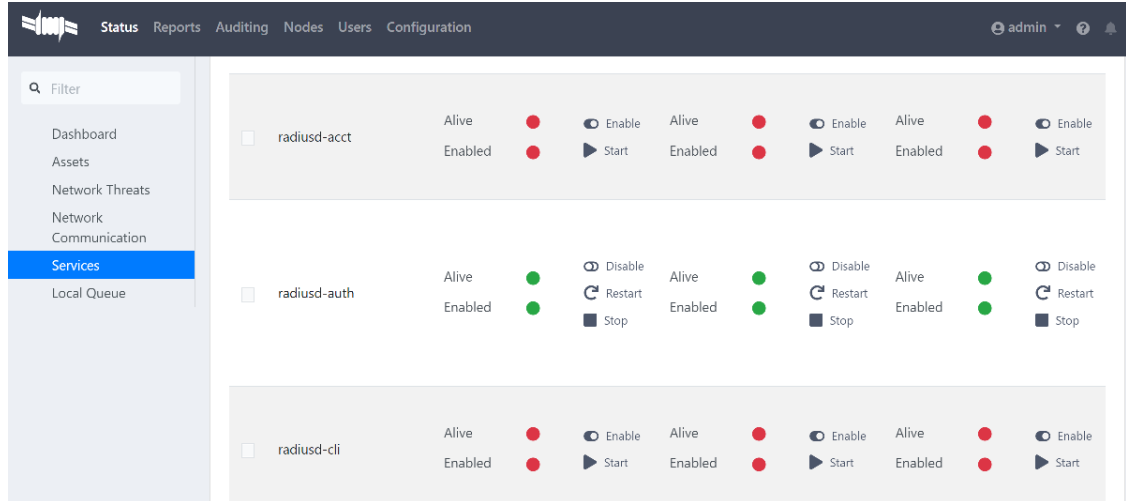 Status Reports Auditing Nodes Users Configuration admin
Filter
Dashboard
Assets
Network Threats
Network
Communication
Services
Local Queue
radiusd-acct
Alive Enable Alive Enable Alive Enable
Enabled Start Enabled Start Enabled Start
radiusd-auth
Disable Disable Disable
Alive Alive Alive
Restart Restart Restart
Enabled Enabled Enabled
Stop Stop Stop
radiusd-cli
Alive Enable Alive Enable Alive Enable
Enabled Start Enabled Start Enabled Start